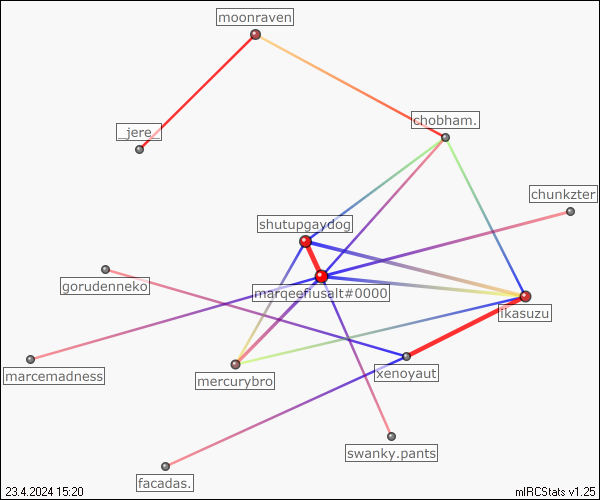 moonraven
_jere_
chobham.
chunkzter
shutupgaydog
gorudenneko
marqeefiusalt#0000
ikasuzu
marcemadness
mercurybro
xenoyaut
swanky.pants
facadas.
23.4.2024 15:20
mIRCStats v1.25